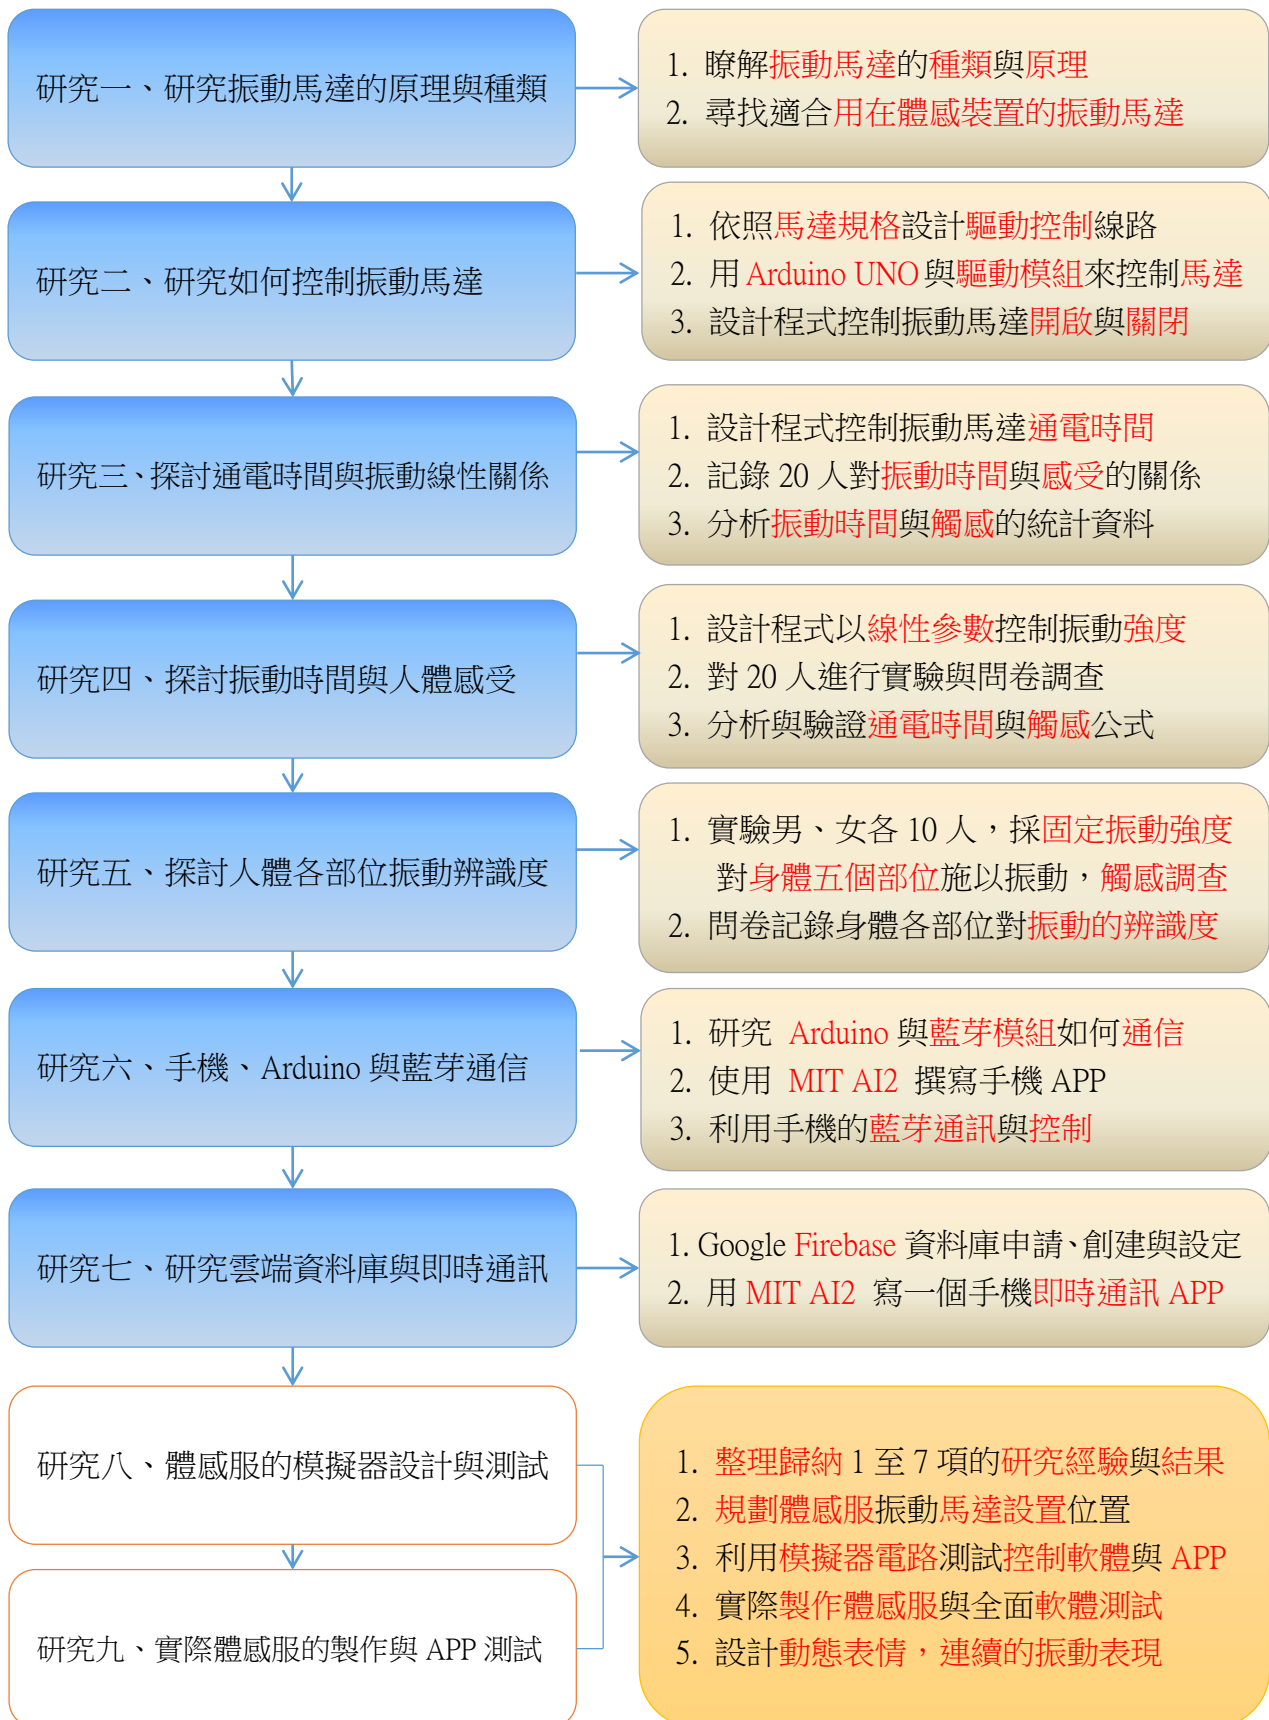 研究一、研究振動馬達的原理與種類
1. 瞭解振動馬達的種類與原理
2. 尋找適合用在體感裝置的振動馬達
研究二、研究如何控制振動馬達
1. 依照馬達規格設計驅動控制線路
2. 用 Arduino UNO 與驅動模組來控制馬達
3. 設計程式控制振動馬達開啟與關閉
研究三、探討通電時間與振動線性關係
1. 設計程式控制振動馬達通電時間
2. 記錄 20 人對振動時間與感受的關係
3. 分析振動時間與觸感的統計資料
研究四、探討振動時間與人體感受
1. 設計程式以線性參數控制振動強度
2. 對 20 人進行實驗與問卷調查
3. 分析與驗證通電時間與觸感公式
研究五、探討人體各部位振動辨識度
1. 實驗男、女各 10 人，採固定振動強度
對身體五個部位施以振動，觸感調查
2. 問卷記錄身體各部位對振動的辨識度
研究六、手機、Arduino 與藍芽通信
1. 研究 Arduino 與藍芽模組如何通信
2. 使用 MIT AI2 撰寫手機 APP
3. 利用手機的藍芽通訊與控制
研究七、研究雲端資料庫與即時通訊
1. Google Firebase 資料庫申請、創建與設定
2. 用 MIT AI2 寫一個手機即時通訊 APP
研究八、體感服的模擬器設計與測試
研究九、實際體感服的製作與 APP 測試
1. 整理歸納 1 至 7 項的研究經驗與結果
2. 規劃體感服振動馬達設置位置
3. 利用模擬器電路測試控制軟體與 APP
4. 實際製作體感服與全面軟體測試
5. 設計動態表情，連續的振動表現